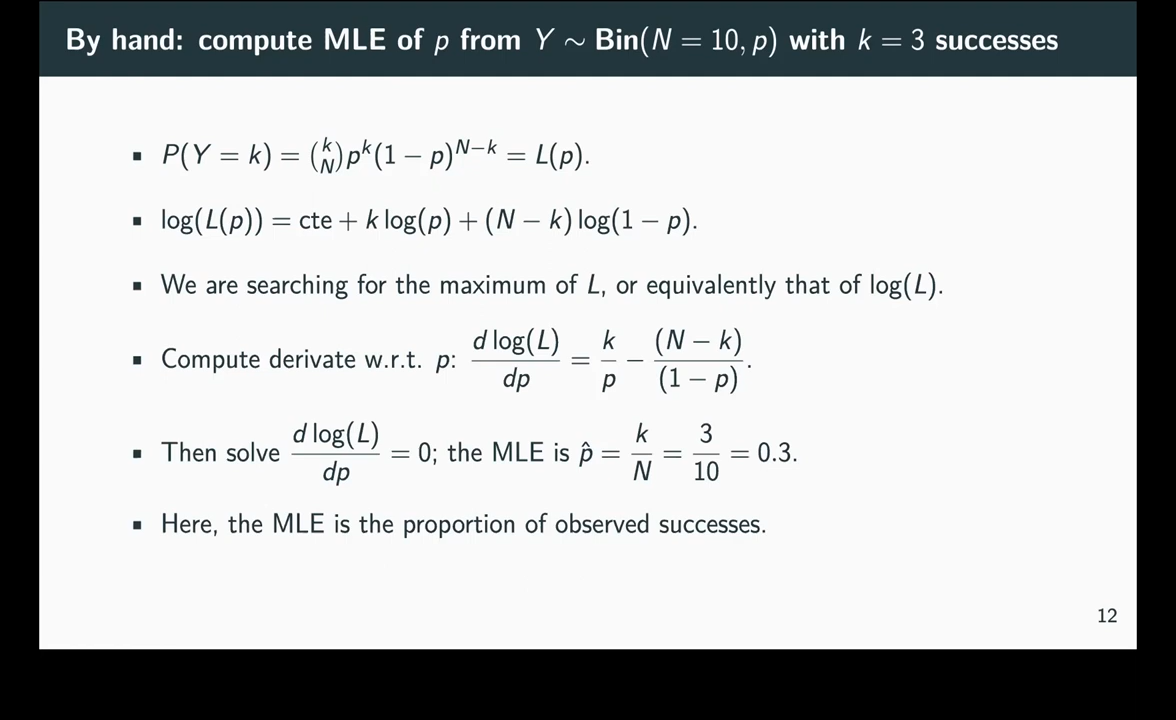 By hand: compute MLE of p from Y ∼ Bin(N = 10, p) with k = 3 successes
▪ P(Y = k) = (k N) p^k (1 − p)^{N−k} = L(p).
▪ log(L(p)) = cte + k log(p) + (N − k) log(1 − p).
▪ We are searching for the maximum of L, or equivalently that of log(L).
▪ Compute derivate w.r.t. p: d log(L)/dp = k/p − (N − k)/(1 − p).
▪ Then solve d log(L)/dp = 0; the MLE is p̂ = k/N = 3/10 = 0.3.
▪ Here, the MLE is the proportion of observed successes.
12